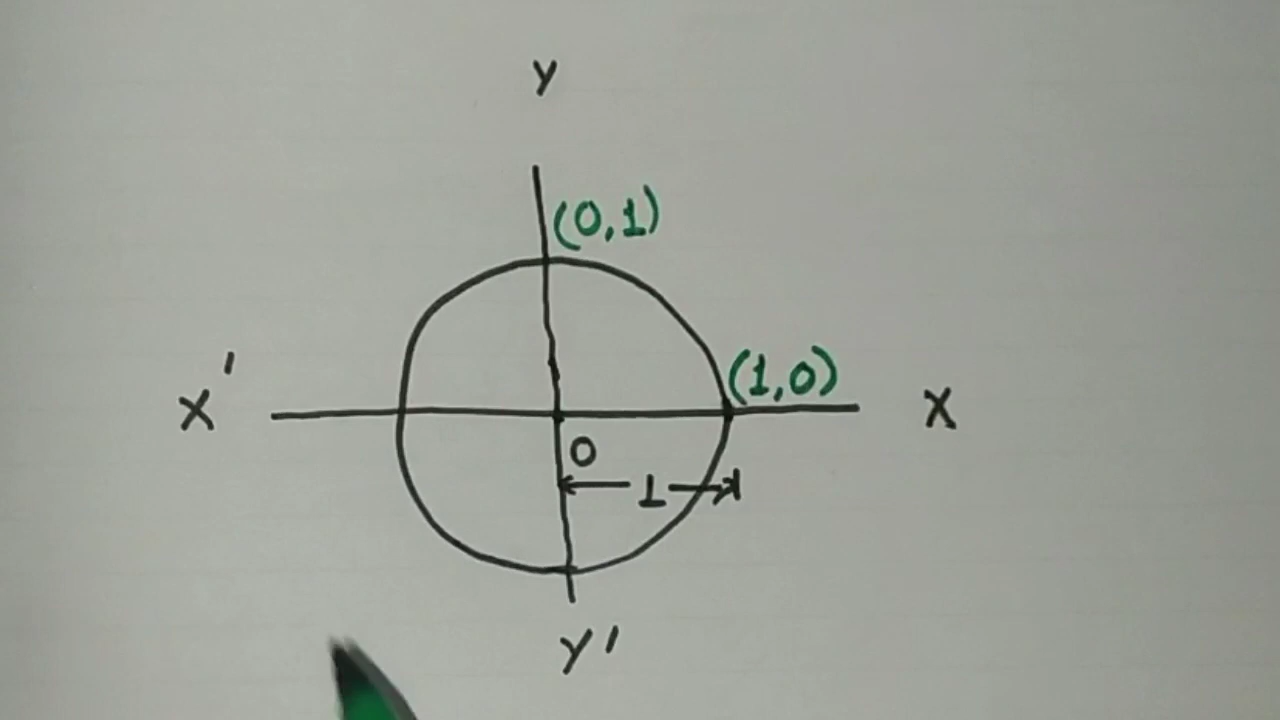 Y
(0,1)
(1,0)
X'
X
O
1
Y'